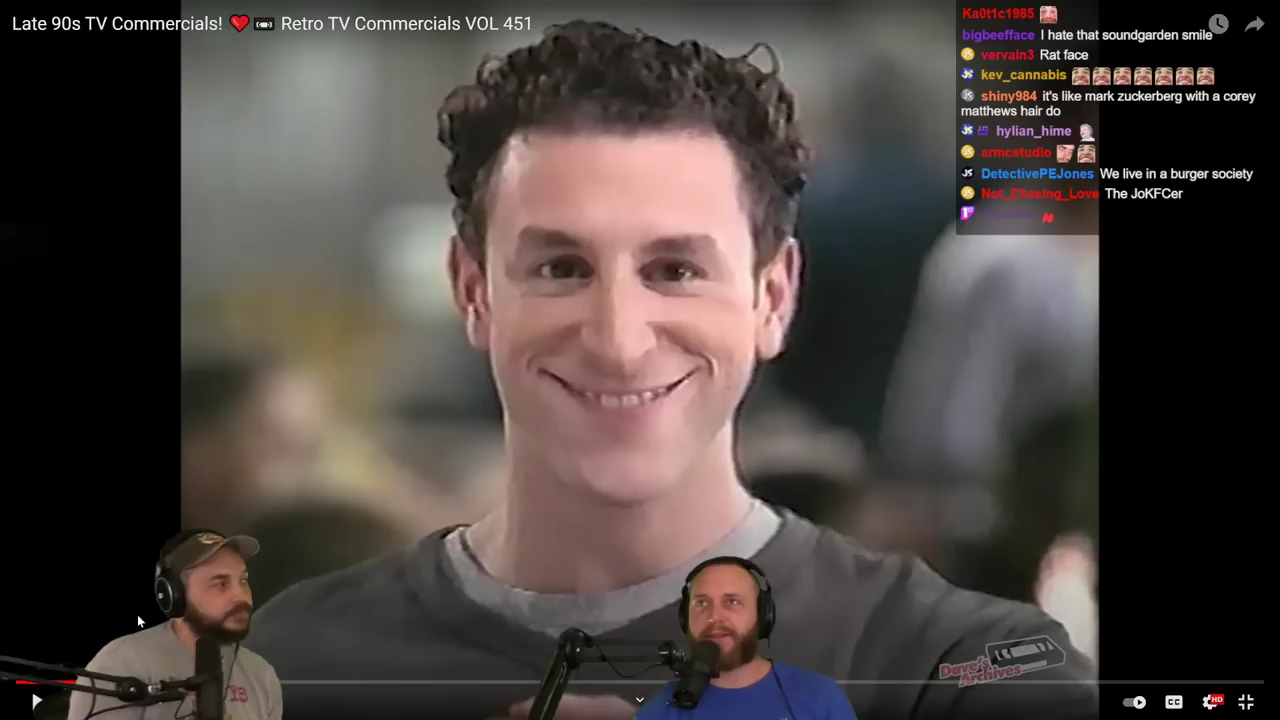 Late 90s TV Commercials! ❤️📼 Retro TV Commercials VOL 451
Ka0t1c1985
bigbeefface I hate that soundgarden smile
vervain3 Rat face
kev_cannabis
shiny984 it's like mark zuckerberg with a corey
matthews hair do
hylian_hime
armcstudio
DetectivePEJones We live in a burger society
Not_Chasing_Love The JoKFCer
Dave's
Archives
CC
HD